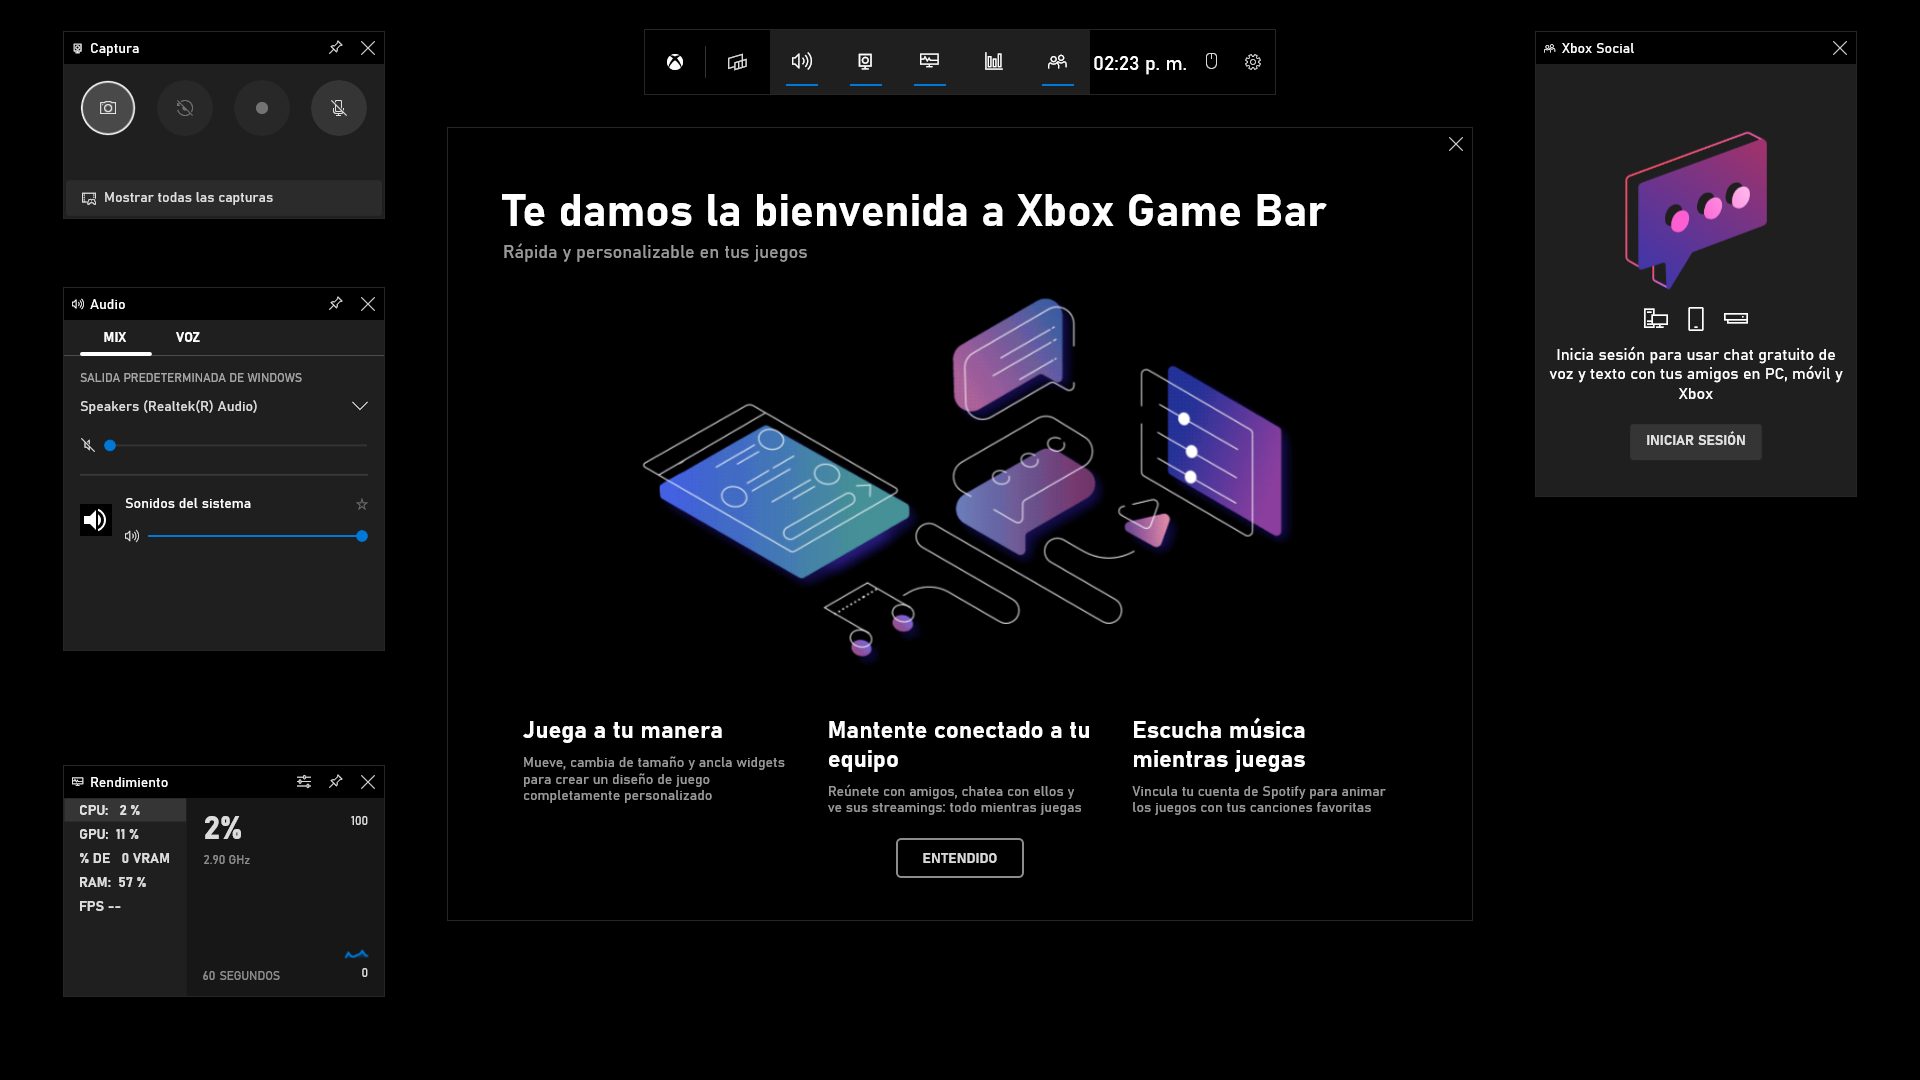 Captura
Mostrar todas las capturas
Audio
MIX VOZ
SALIDA PREDETERMINADA DE WINDOWS
Speakers (Realtek(R) Audio)
Sonidos del sistema
Rendimiento
CPU: 2 %
GPU: 11 %
% DE 0 VRAM
RAM: 57 %
FPS --
2%
2.90 GHz
100
60 SEGUNDOS
0
02:23 p. m.
Te damos la bienvenida a Xbox Game Bar
Rápida y personalizable en tus juegos
Juega a tu manera
Mueve, cambia de tamaño y ancla widgets
para crear un diseño de juego
completamente personalizado
Mantente conectado a tu
equipo
Reúnete con amigos, chatea con ellos y
ve sus streamings: todo mientras juegas
Escucha música
mientras juegas
Vincula tu cuenta de Spotify para animar
los juegos con tus canciones favoritas
ENTENDIDO
Xbox Social
Inicia sesión para usar chat gratuito de
voz y texto con tus amigos en PC, móvil y
Xbox
INICIAR SESIÓN